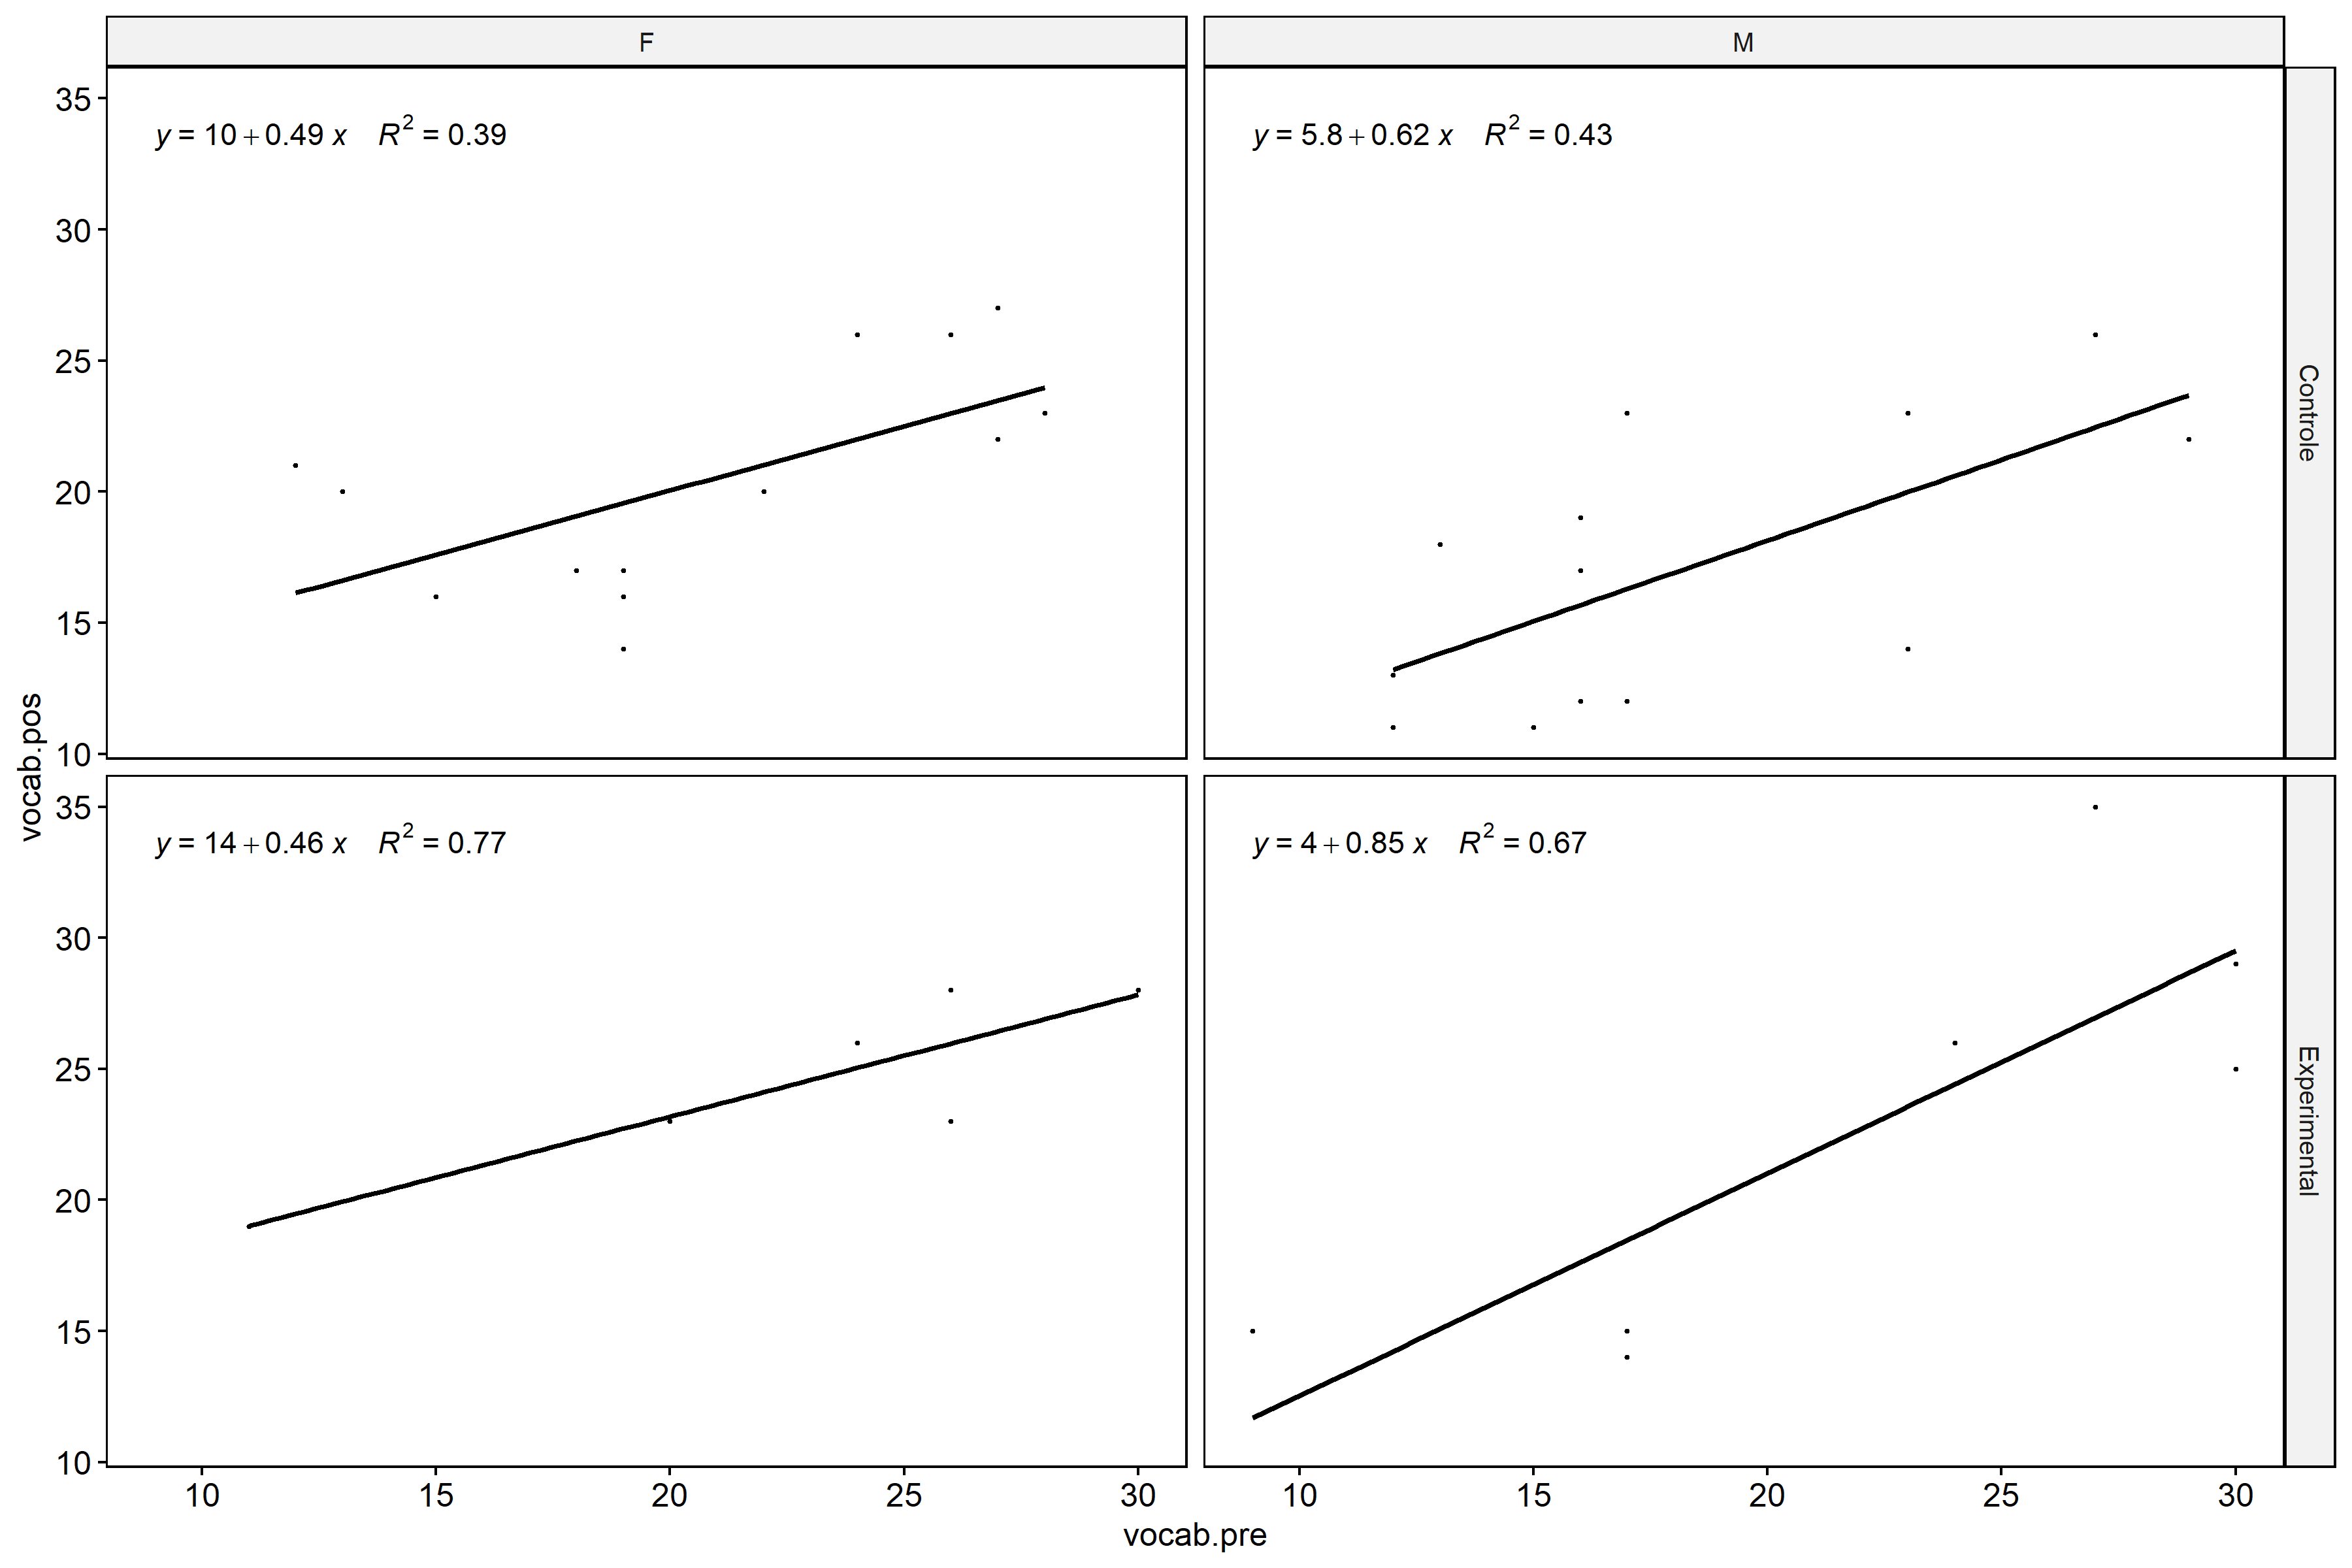 F
M
35
y = 10 + 0.49 x R² = 0.39
y = 5.8 + 0.62 x R² = 0.43
30
25
Controle
20
15
10
vocab.pos
35
y = 14 + 0.46 x R² = 0.77
y = 4 + 0.85 x R² = 0.67
30
25
Experimental
20
15
10
10 15 20 25 30
10 15 20 25 30
vocab.pre